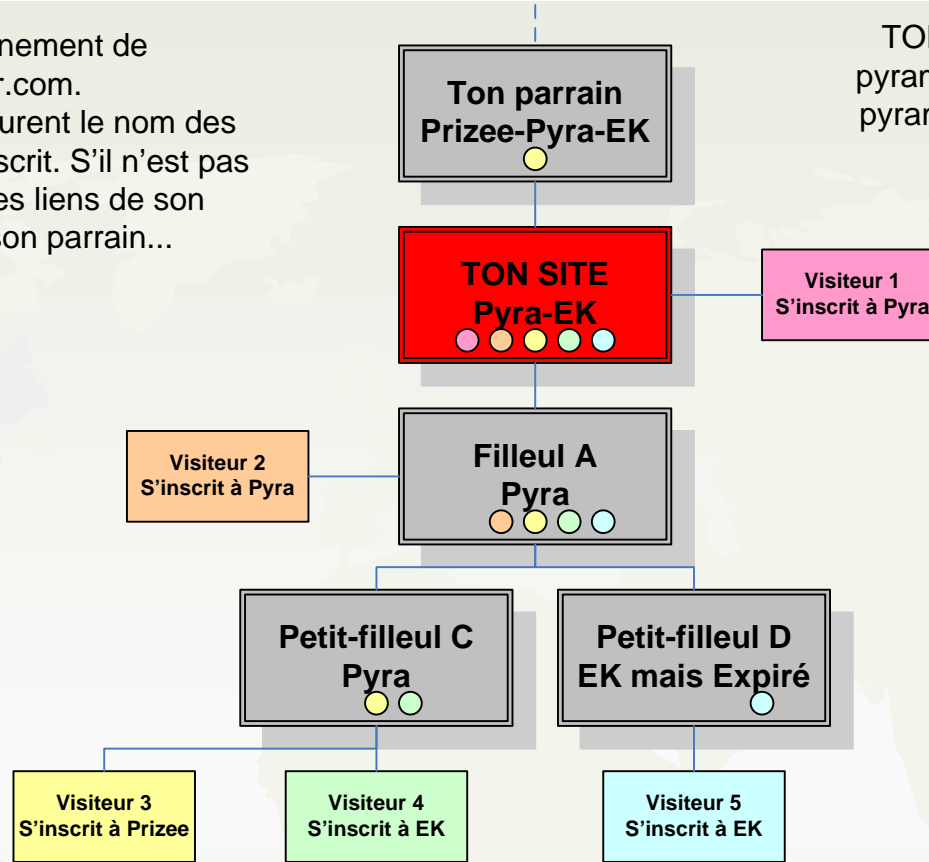 nement de
r.com.
urent le nom des
scrit. S'il n'est pas
es liens de son
son parrain...
TON
pyram
pyram
Ton parrain
Prizee-Pyra-EK
TON SITE
Pyra-EK
Visiteur 1
S'inscrit à Pyra
Visiteur 2
S'inscrit à Pyra
Filleul A
Pyra
Petit-filleul C
Pyra
Petit-filleul D
EK mais Expiré
Visiteur 3
S'inscrit à Prizee
Visiteur 4
S'inscrit à EK
Visiteur 5
S'inscrit à EK